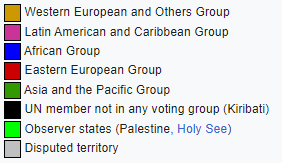 Western European and Others Group
Latin American and Caribbean Group
African Group
Eastern European Group
Asia and the Pacific Group
UN member not in any voting group (Kiribati)
Observer states (Palestine, Holy See)
Disputed territory